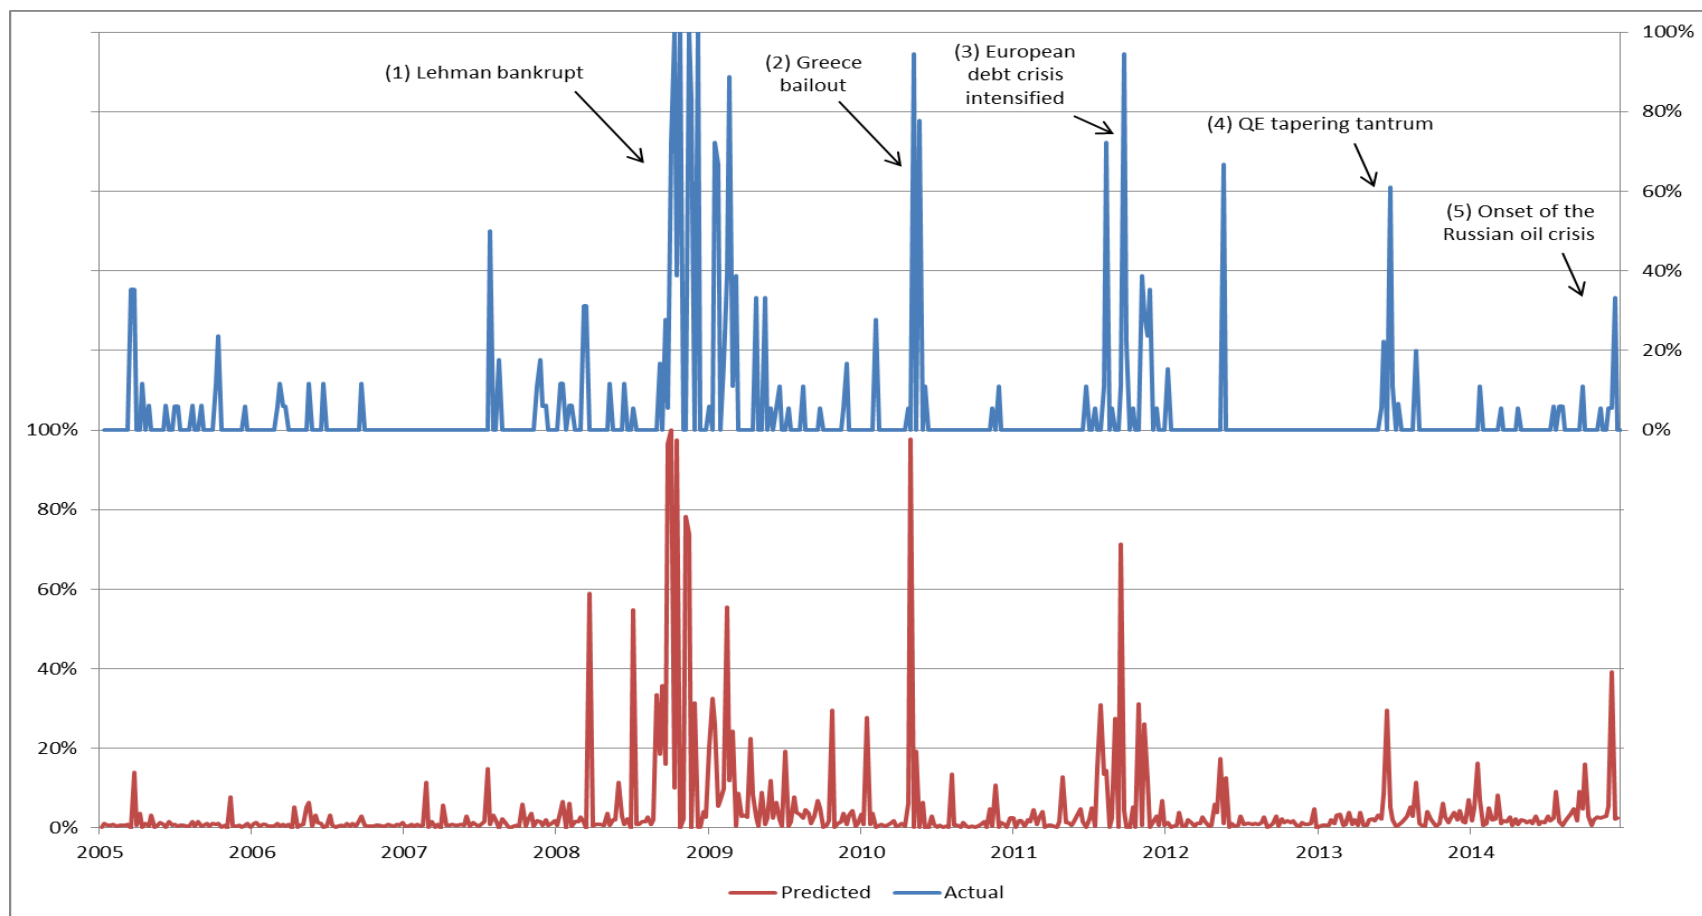 100%
(1) Lehman bankrupt
(2) Greece
bailout
(3) European
debt crisis
intensified
80%
(4) QE tapering tantrum
60%
(5) Onset of the
Russian oil crisis
40%
20%
100%
0%
80%
60%
40%
20%
0%
2005 2006 2007 2008 2009 2010 2011 2012 2013 2014
Predicted Actual